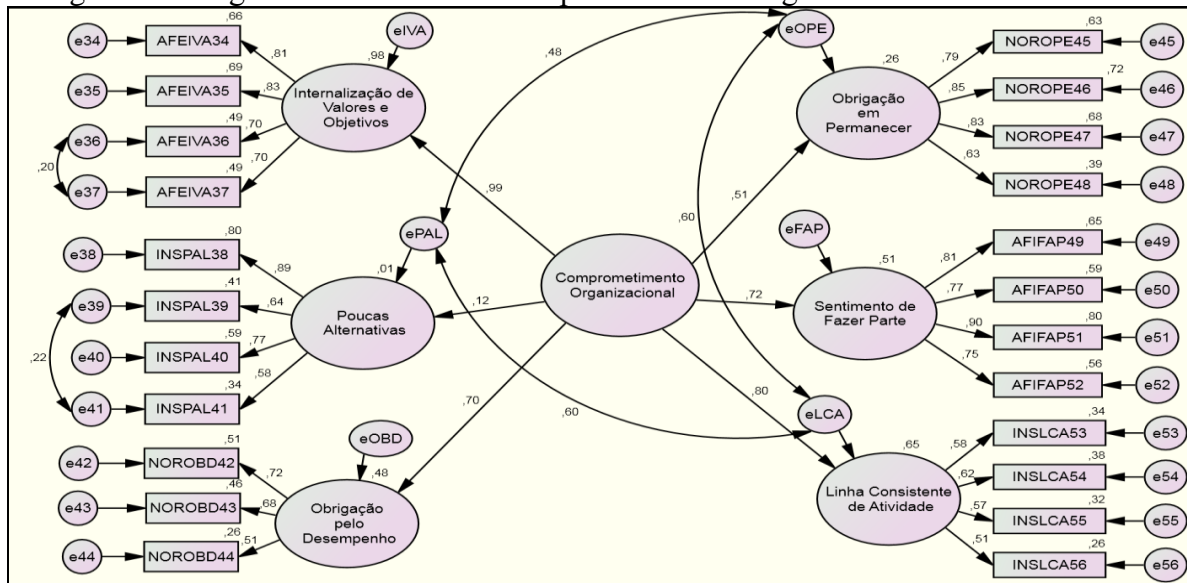 ,66
e34
AFEIVA34
,81
,69
e35
AFEIVA35
,83
,49
e36
AFEIVA36
,70
,20
,49
e37
AFEIVA37
,70
eIVA
,98
Internalização de
Valores e
Objetivos
,99
,80
e38
INSPAL38
,89
,41
e39
INSPAL39
,64
,59
e40
INSPAL40
,77
,22
,34
e41
INSPAL41
,58
ePAL
,01
Poucas
Alternativas
,12
,51
e42
NOROBD42
,72
,46
e43
NOROBD43
,68
,26
e44
NOROBD44
,51
eOBD
,48
Obrigação
pelo
Desempenho
,70
Comprometimento
Organizacional
,48
,60
,60
eOPE
,26
Obrigação
em
Permanecer
,51
,63
,79
NOROPE45
e45
,72
,85
NOROPE46
e46
,68
,83
NOROPE47
e47
,39
,63
NOROPE48
e48
eFAP
,51
Sentimento de
Fazer Parte
,72
,65
,81
AFIFAP49
e49
,59
,77
AFIFAP50
e50
,80
,90
AFIFAP51
e51
,56
,75
AFIFAP52
e52
eLCA
,65
Linha Consistente
de Atividade
,80
,34
,58
INSLCA53
e53
,38
,62
INSLCA54
e54
,32
,57
INSLCA55
e55
,26
,51
INSLCA56
e56